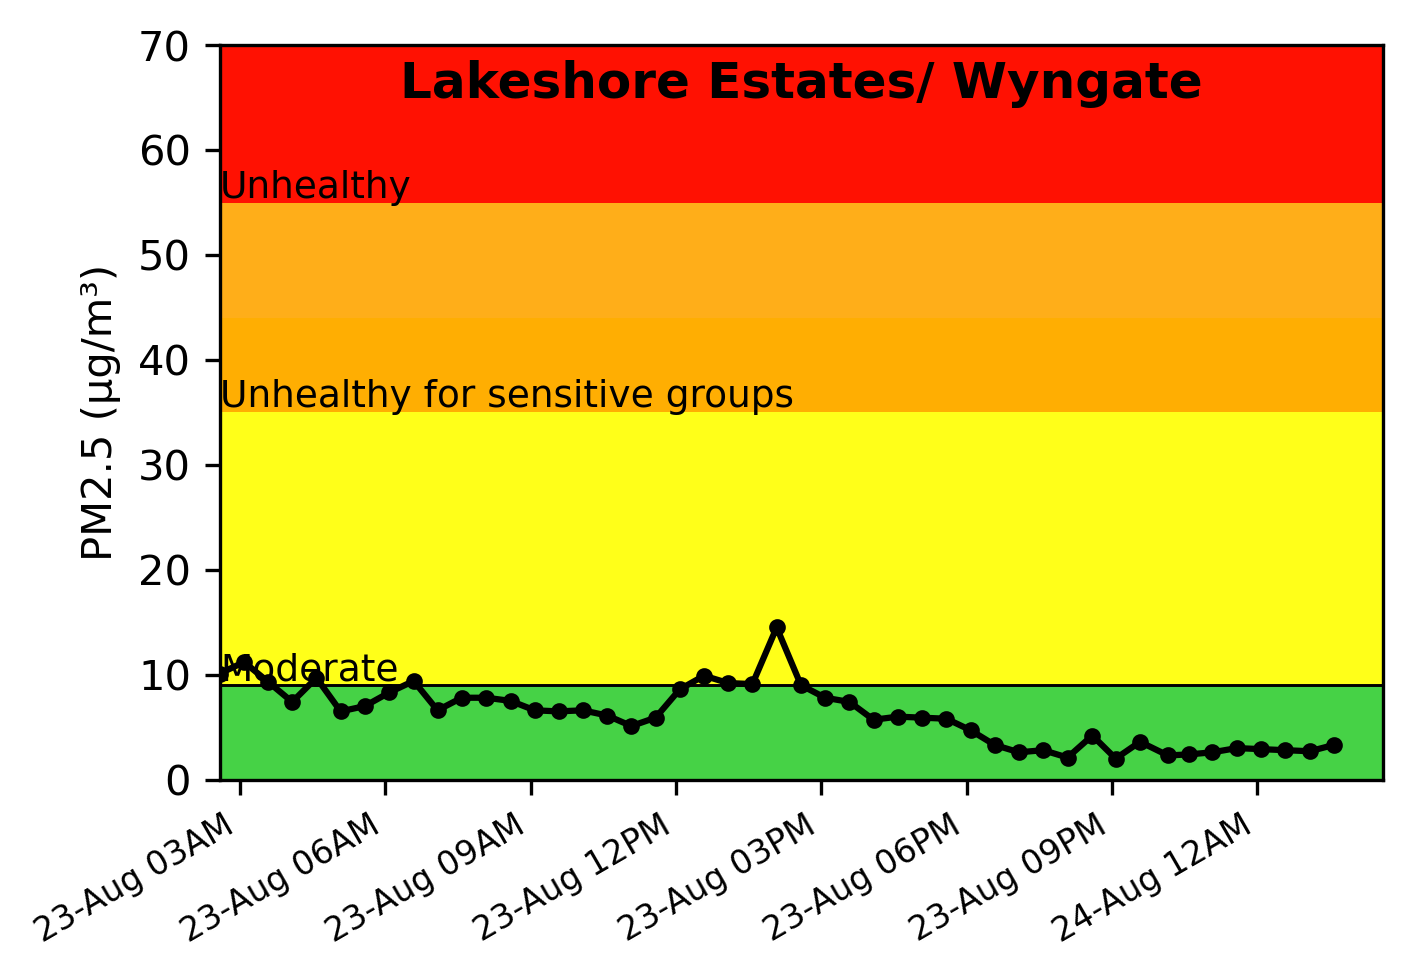 Lakeshore Estates/ Wyngate
PM2.5 (µg/m³)
70
60
50
40
30
20
10
0
Unhealthy
Unhealthy for sensitive groups
Moderate
23-Aug 03AM
23-Aug 06AM
23-Aug 09AM
23-Aug 12PM
23-Aug 03PM
23-Aug 06PM
23-Aug 09PM
24-Aug 12AM